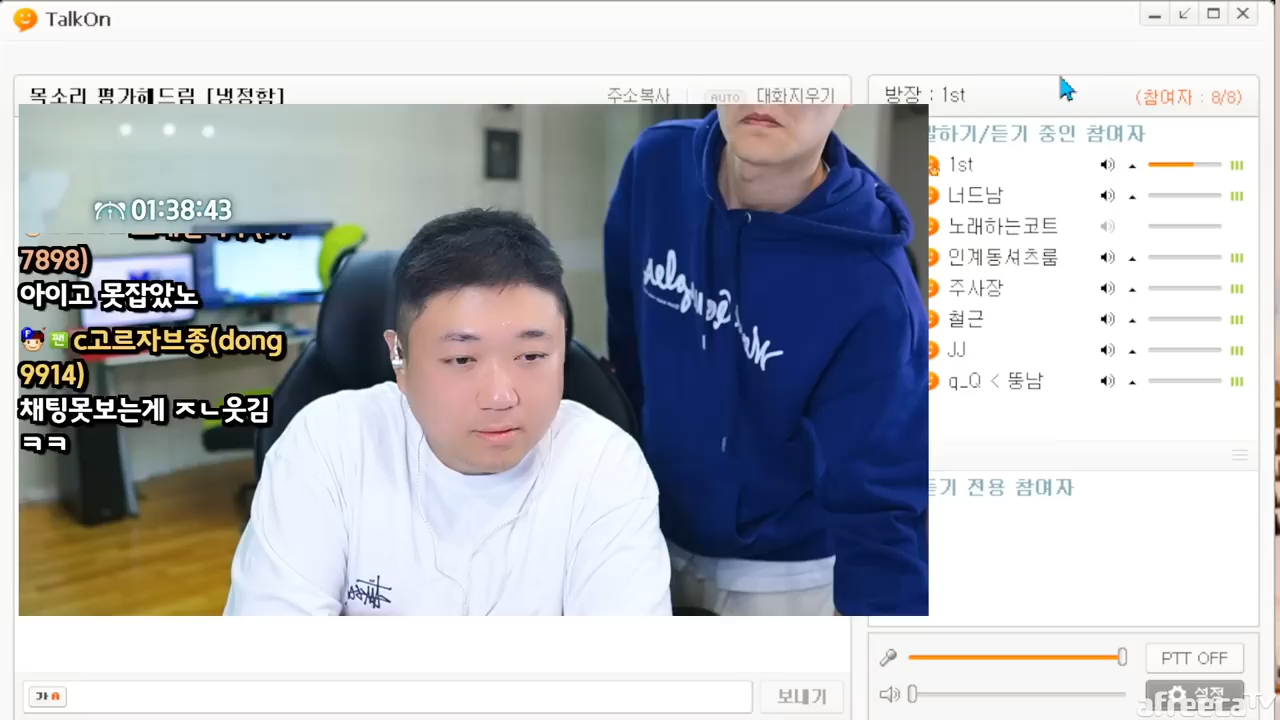 TalkOn
목소리 평가해드림 [냉정함]
주소복사
AUTO
대화지우기
방장 : 1st
(참여자 : 8/8)
말하기/듣기 중인 참여자
1st
너드남
노래하는코트
인계동셔츠룸
주사장
철근
JJ
q_Q < 뚱남
듣기 전용 참여자
01:38:43
7898)
아이고 못잡았노
F 팬 c고르자브종(dong
9914)
채팅못보는게 ㅈㄴ웃김
ㅋㅋ
가A
보내기
PTT OFF
설정
afreecaTV